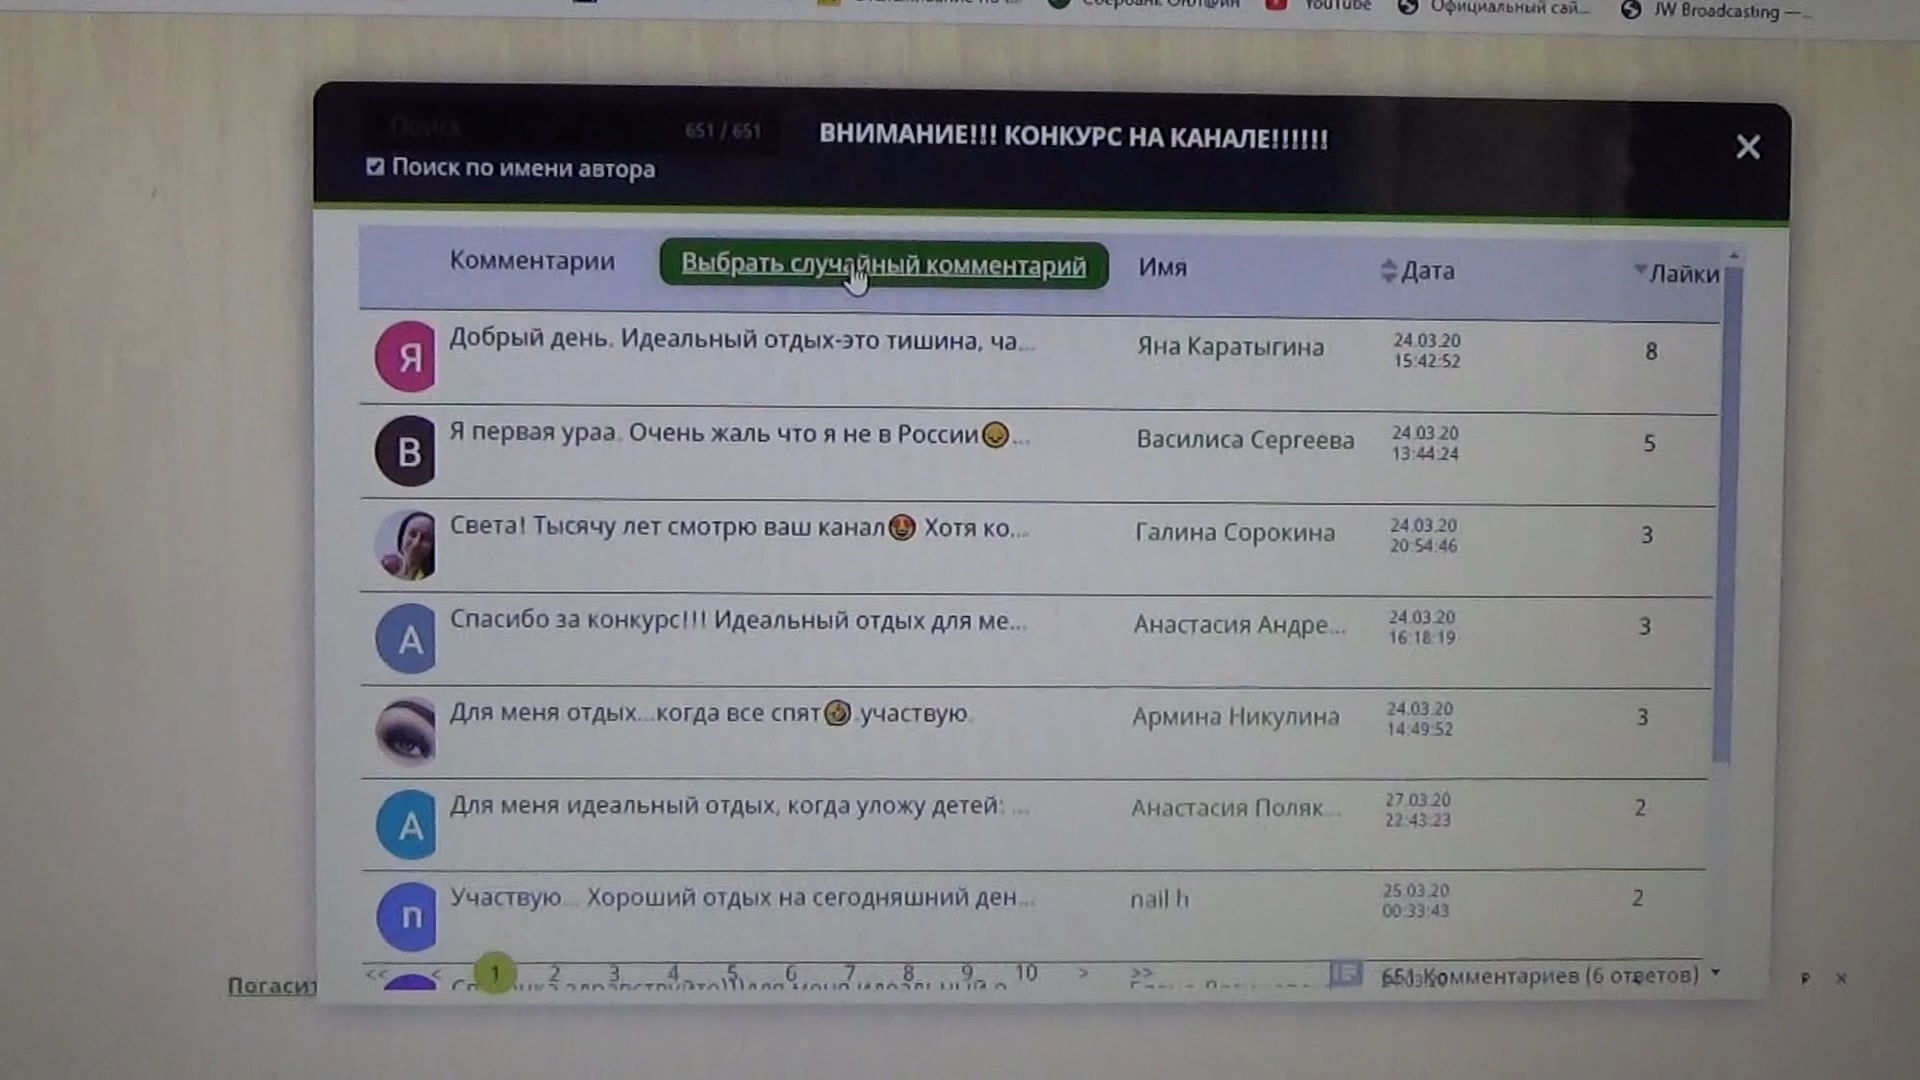 YouTube
Официальный сай...
JW Broadcasting —...
Поиск
651 / 651
ВНИМАНИЕ!!! КОНКУРС НА КАНАЛЕ!!!!!!
Поиск по имени автора
Комментарии
Выбрать случайный комментарий
Имя
Дата
Лайки
Я
Добрый день. Идеальный отдых-это тишина, ча...
Яна Каратыгина
24.03.20
15:42:52
8
В
Я первая ураа. Очень жаль что я не в России😞...
Василиса Сергеева
24.03.20
13:44:24
5
Света! Тысячу лет смотрю ваш канал😍 Хотя ко...
Галина Сорокина
24.03.20
20:54:46
3
А
Спасибо за конкурс!!! Идеальный отдых для ме...
Анастасия Андре...
24.03.20
16:18:19
3
Для меня отдых...когда все спят🤣.участвую.
Армина Никулина
24.03.20
14:49:52
3
А
Для меня идеальный отдых, когда уложу детей: ...
Анастасия Поляк...
27.03.20
22:43:23
2
n
Участвую... Хороший отдых на сегодняшний ден...
nail h
25.03.20
00:33:43
2
<< < 1 2 3 4 5 6 7 8 9 10 > >>
651 Комментариев (6 ответов)
Погасит